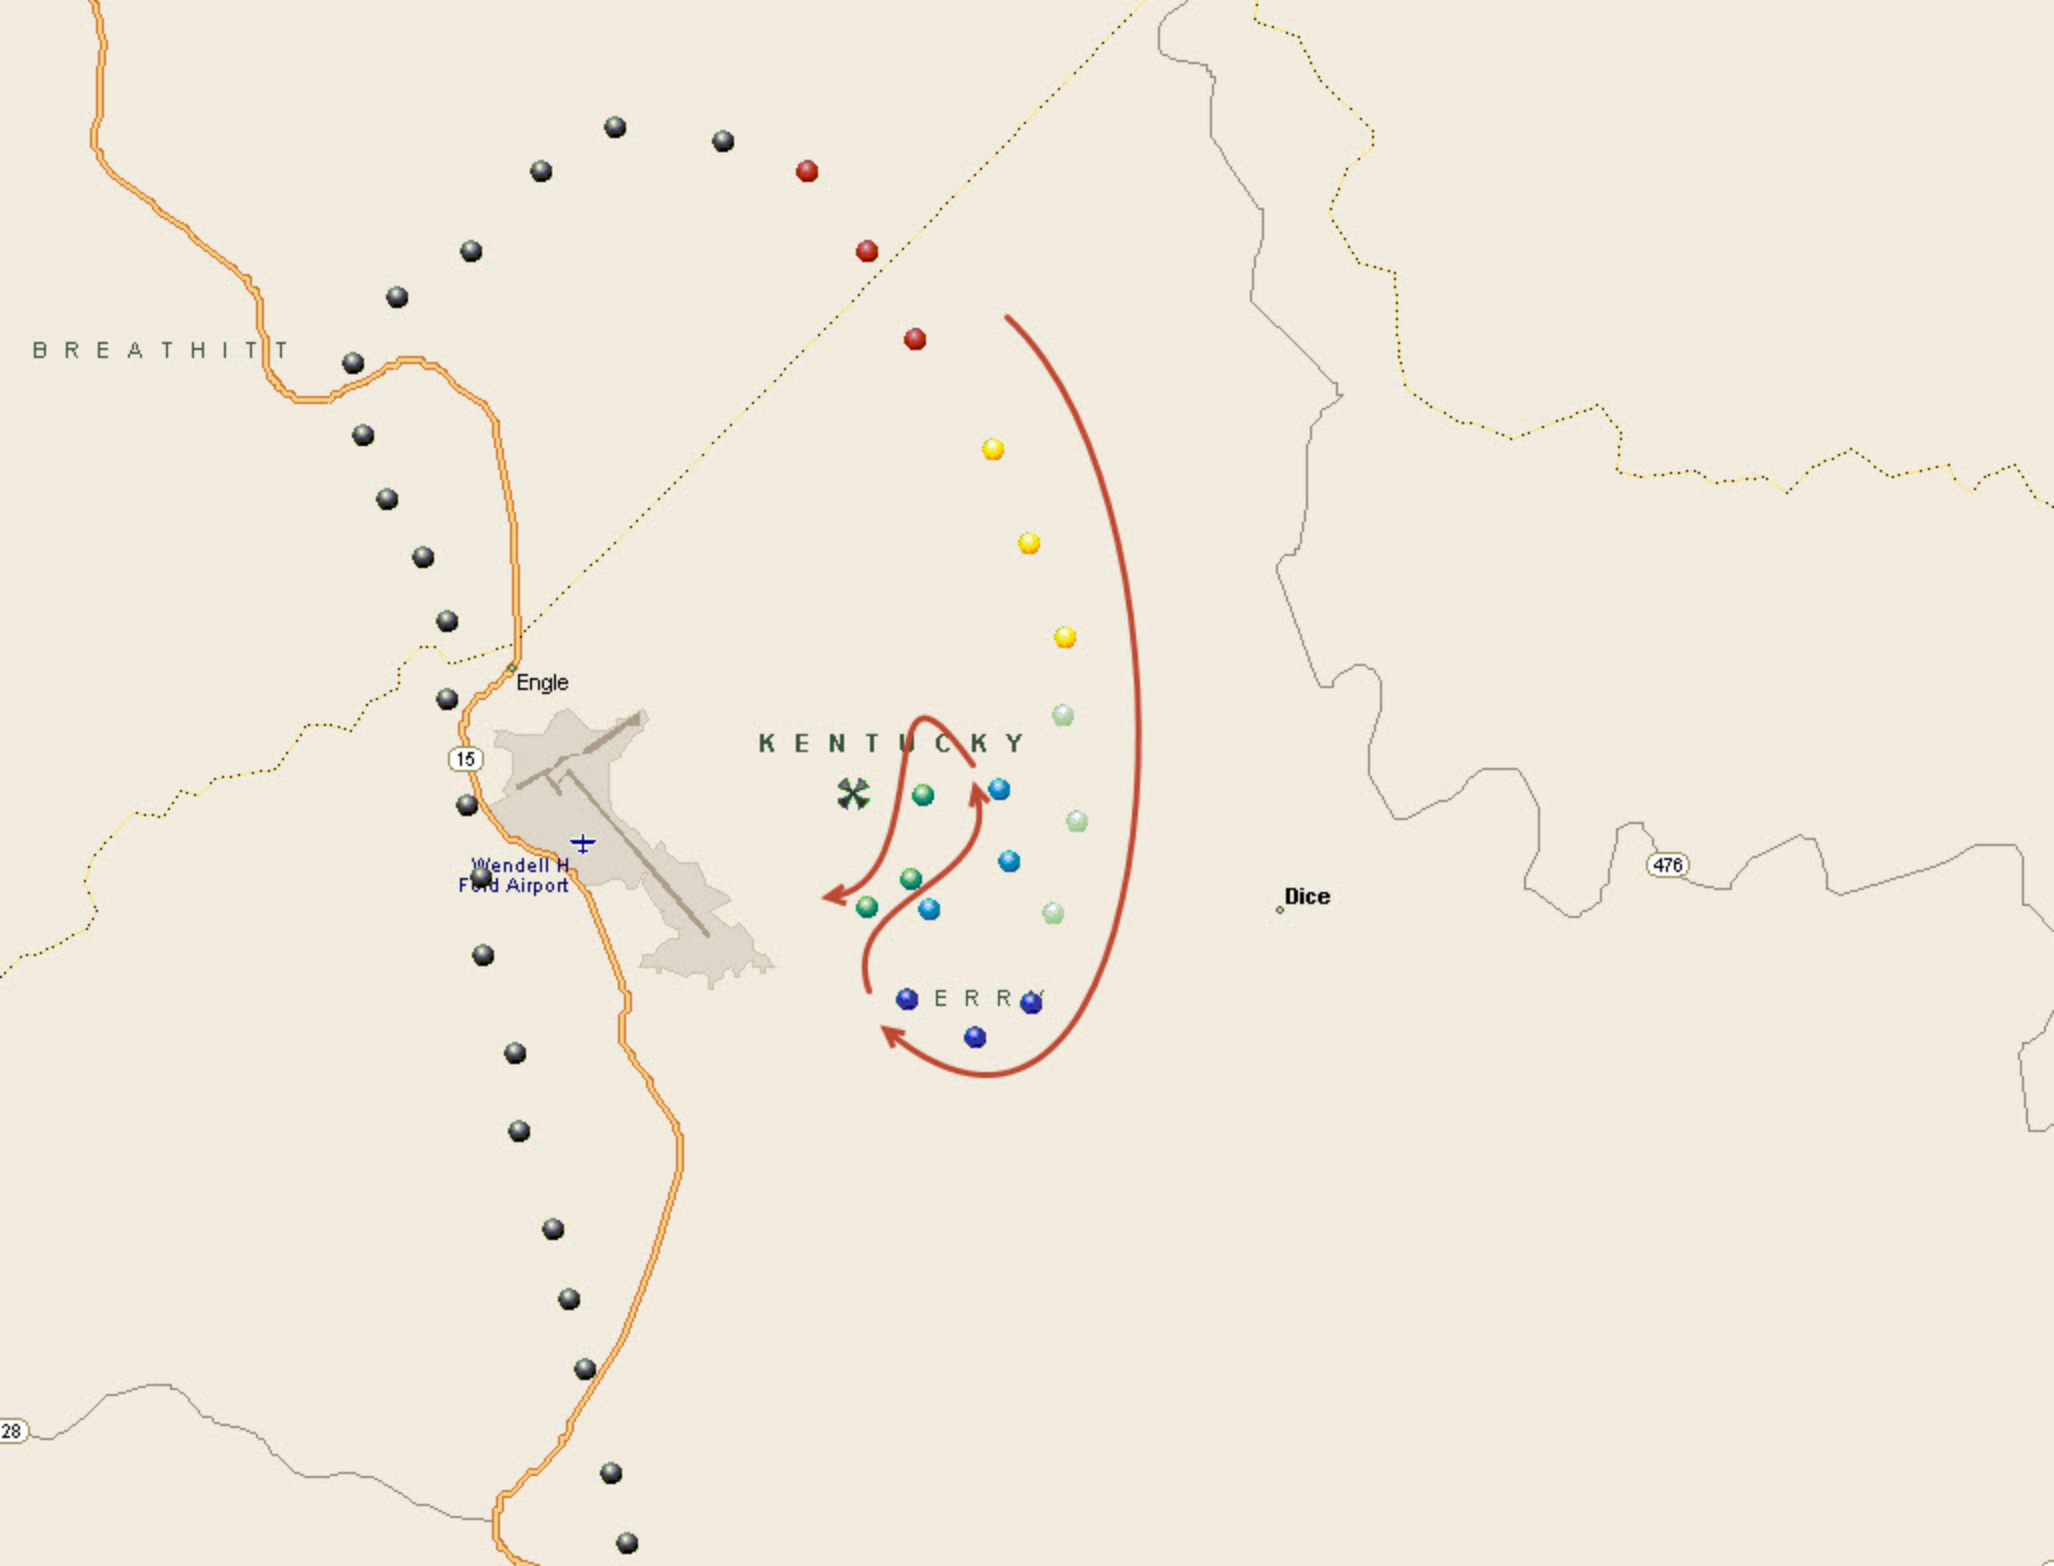 BREATHITT
Engle
KENTUCKY
15
Wendell H
Ford Airport
476
Dice
ERRY
28